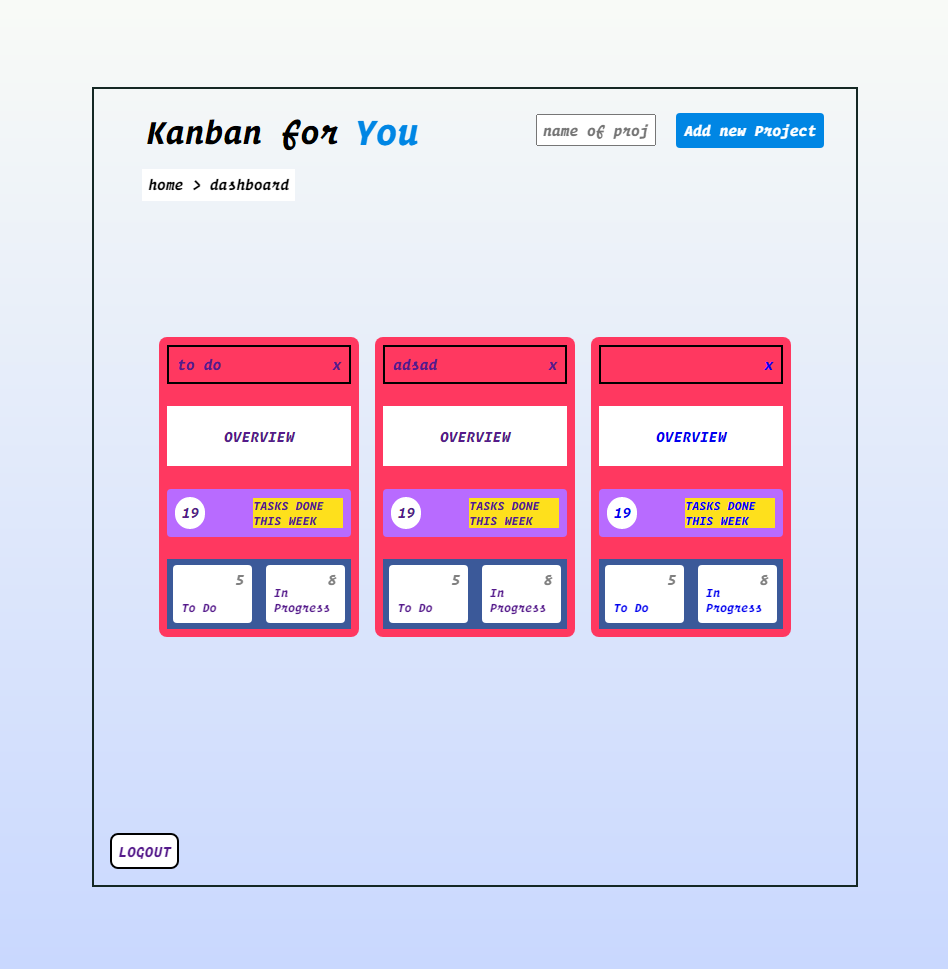 Kanban for You
name of proj
Add new Project
home > dashboard
to do x
OVERVIEW
19
TASKS DONE
THIS WEEK
5
To Do
8
In
Progress
adsad x
OVERVIEW
19
TASKS DONE
THIS WEEK
5
To Do
8
In
Progress
x
OVERVIEW
19
TASKS DONE
THIS WEEK
5
To Do
8
In
Progress
LOGOUT